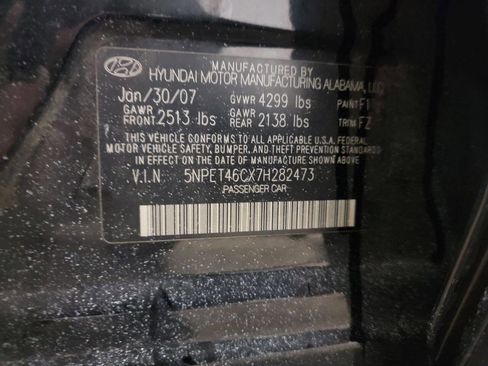 MANUFACTURED BY
HYUNDAI MOTOR MANUFACTURING ALABAMA, LLC
Jan/30/07 GVWR 4299 lbs PAINT F1
GAWR FRONT 2513 lbs GAWR REAR 2138 lbs TRIM FZ
THIS VEHICLE CONFORMS TO ALL APPLICABLE U.S.A. FEDERAL
MOTOR VEHICLE SAFETY, BUMPER, AND THEFT PREVENTION STANDARDS
IN EFFECT ON THE DATE OF MANUFACTURE SHOWN ABOVE
V.I.N 5NPET46CX7H282473
PASSENGER CAR